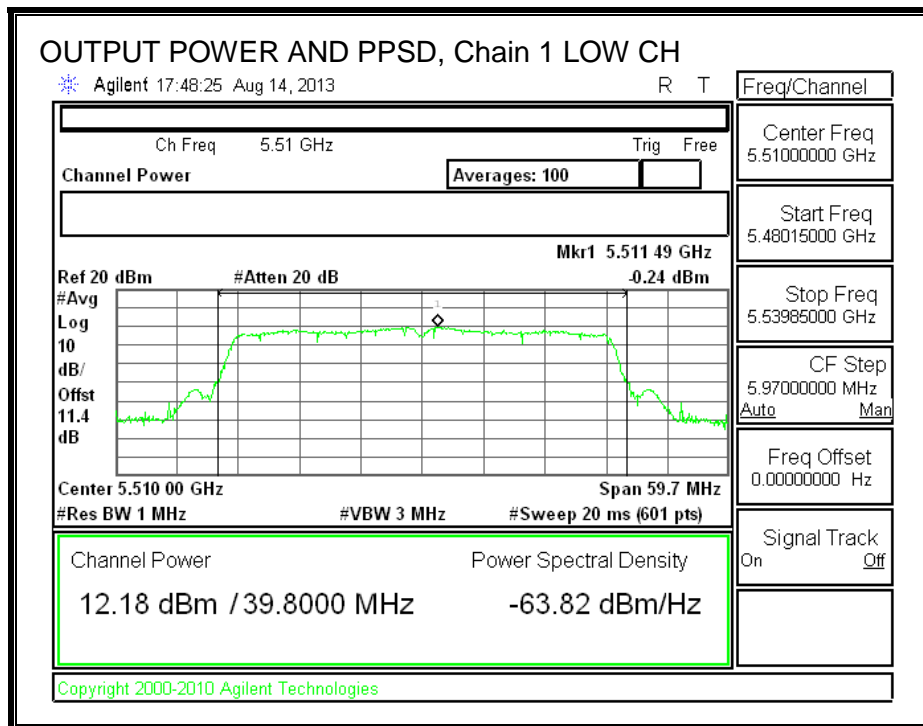 OUTPUT POWER AND PPSD, Chain 1 LOW CH
Agilent 17:48:25 Aug 14, 2013 R T
Freq/Channel
Ch Freq 5.51 GHz Trig Free
Channel Power Averages: 100
Mkr1 5.511 49 GHz
Ref 20 dBm #Atten 20 dB -0.24 dBm
#Avg
Log
10
dB/
Offst
11.4
dB
1
Center 5.510 00 GHz Span 59.7 MHz
#Res BW 1 MHz #VBW 3 MHz #Sweep 20 ms (601 pts)
Channel Power Power Spectral Density
12.18 dBm / 39.8000 MHz -63.82 dBm/Hz
Center Freq
5.51000000 GHz
Start Freq
5.48015000 GHz
Stop Freq
5.53985000 GHz
CF Step
5.97000000 MHz
Auto Man
Freq Offset
0.00000000 Hz
Signal Track
On Off
Copyright 2000-2010 Agilent Technologies